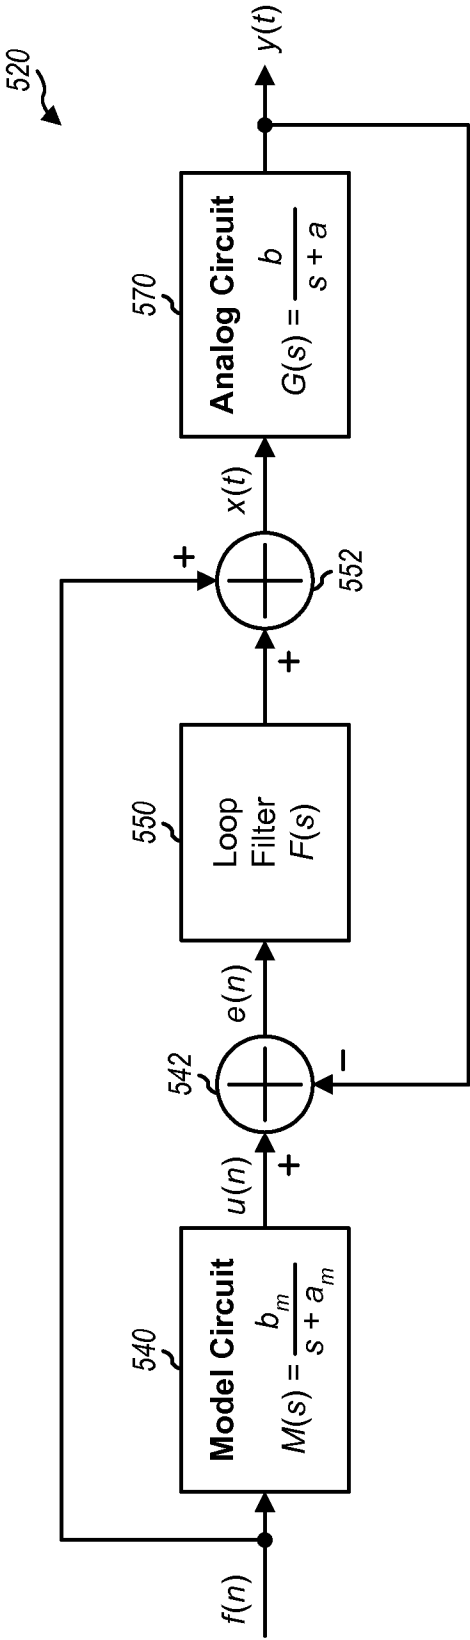 520
f(n)
540
Model Circuit
M(s) = b_m / s + a_m
u(n)
+
542
−
e(n)
550
Loop
Filter
F(s)
+
+
552
x(t)
570
Analog Circuit
G(s) = b / s + a
y(t)